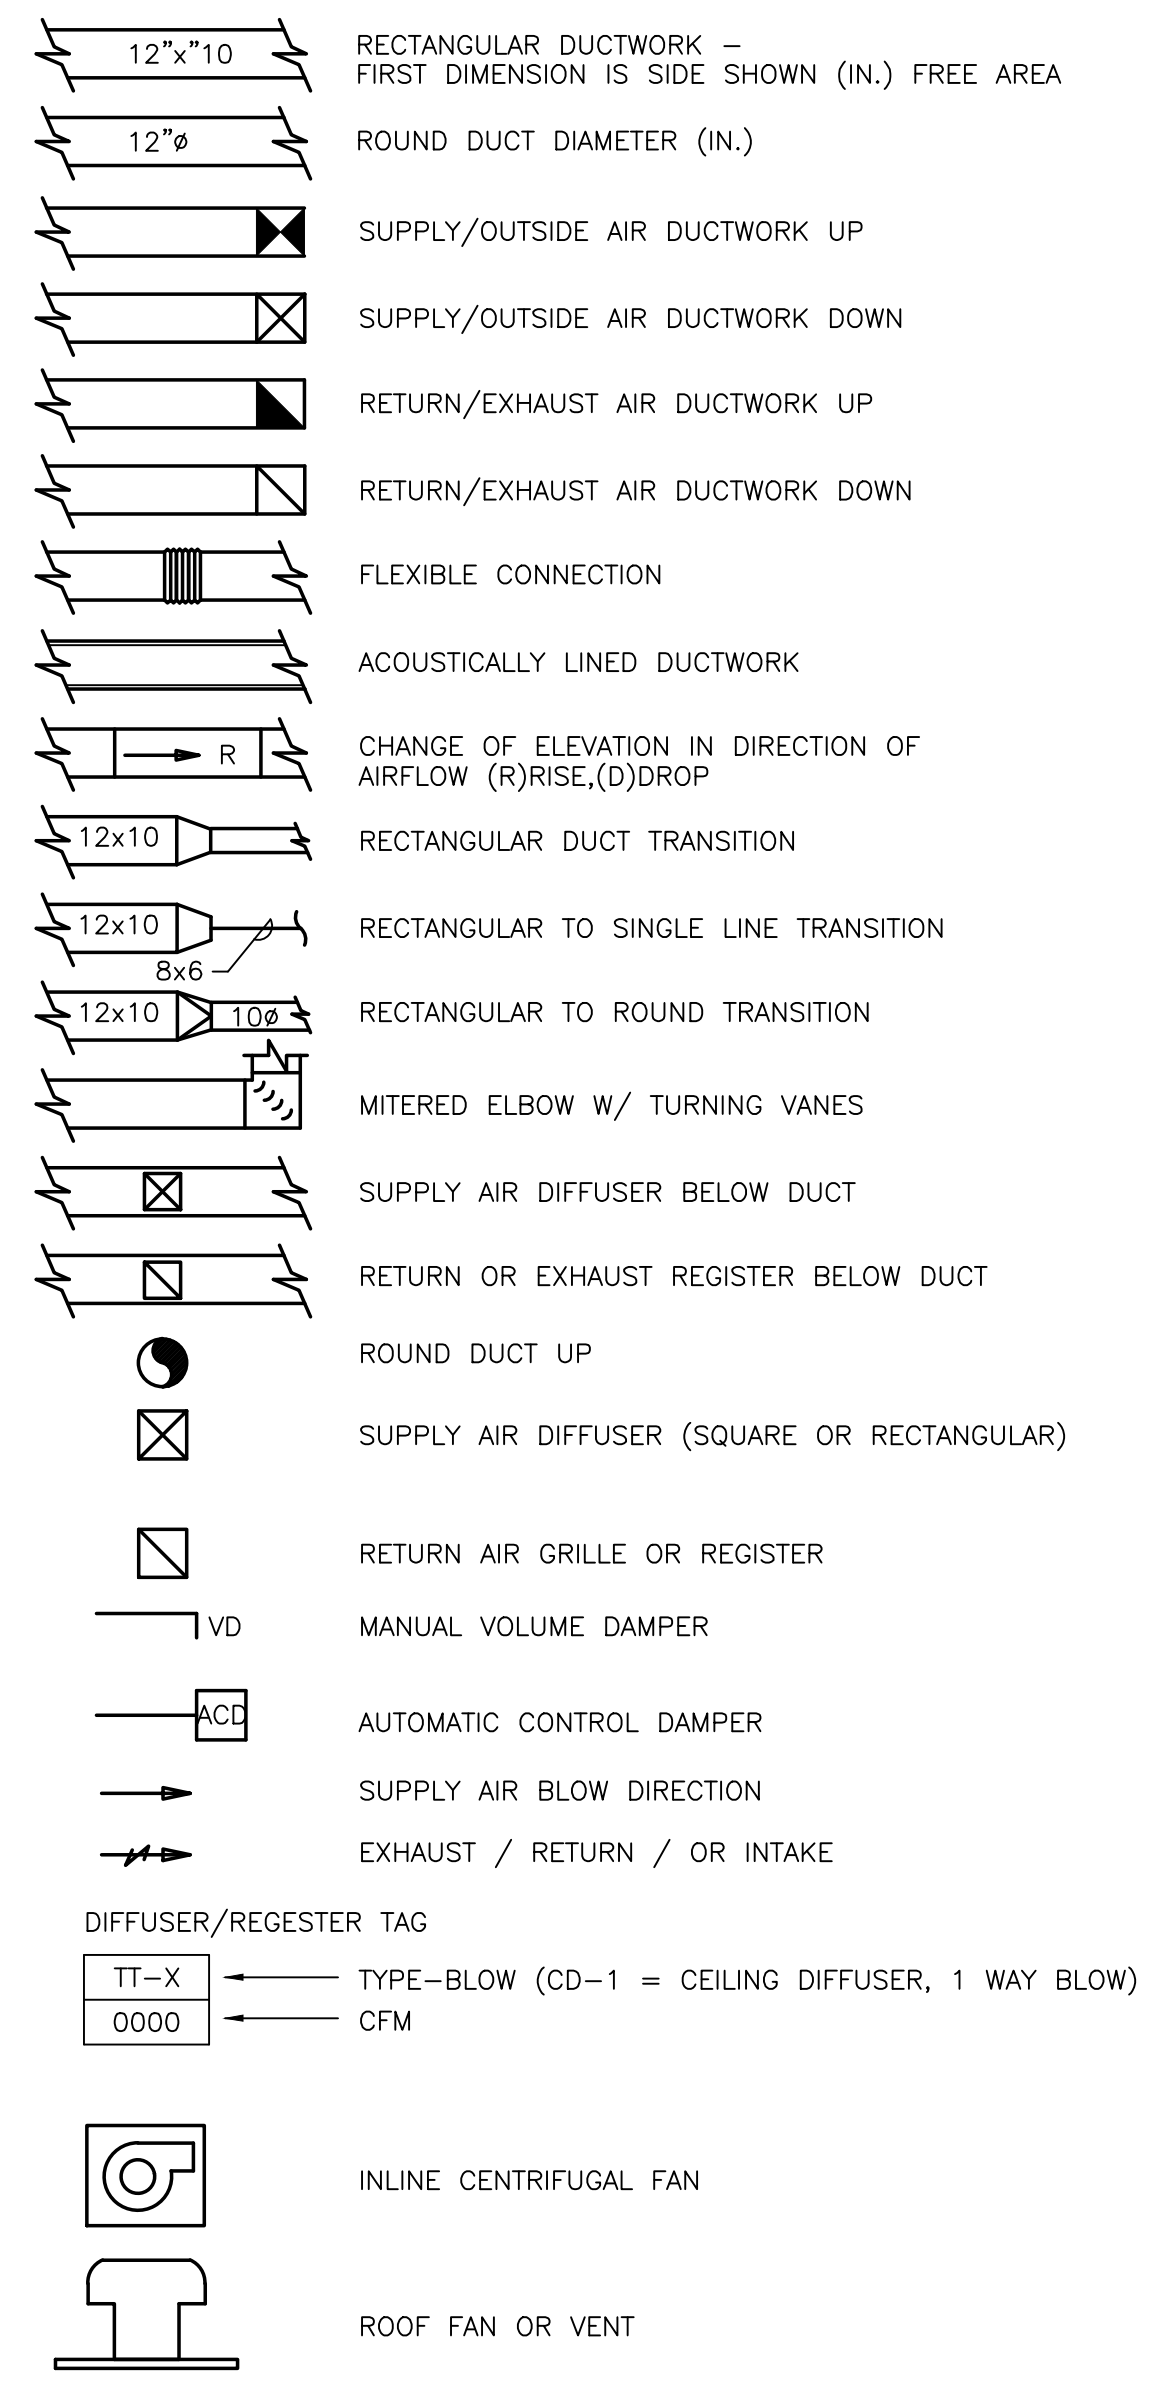 12”x”10
RECTANGULAR DUCTWORK –
FIRST DIMENSION IS SIDE SHOWN (IN.) FREE AREA
12”ø
ROUND DUCT DIAMETER (IN.)
SUPPLY/OUTSIDE AIR DUCTWORK UP
SUPPLY/OUTSIDE AIR DUCTWORK DOWN
RETURN/EXHAUST AIR DUCTWORK UP
RETURN/EXHAUST AIR DUCTWORK DOWN
FLEXIBLE CONNECTION
ACOUSTICALLY LINED DUCTWORK
R
CHANGE OF ELEVATION IN DIRECTION OF
AIRFLOW (R)RISE,(D)DROP
12x10
RECTANGULAR DUCT TRANSITION
12x10
8x6
RECTANGULAR TO SINGLE LINE TRANSITION
12x10
10ø
RECTANGULAR TO ROUND TRANSITION
MITERED ELBOW W/ TURNING VANES
SUPPLY AIR DIFFUSER BELOW DUCT
RETURN OR EXHAUST REGISTER BELOW DUCT
ROUND DUCT UP
SUPPLY AIR DIFFUSER (SQUARE OR RECTANGULAR)
RETURN AIR GRILLE OR REGISTER
VD
MANUAL VOLUME DAMPER
ACD
AUTOMATIC CONTROL DAMPER
SUPPLY AIR BLOW DIRECTION
EXHAUST / RETURN / OR INTAKE
DIFFUSER/REGESTER TAG
TT–X
TYPE–BLOW (CD–1 = CEILING DIFFUSER, 1 WAY BLOW)
0000
CFM
INLINE CENTRIFUGAL FAN
ROOF FAN OR VENT